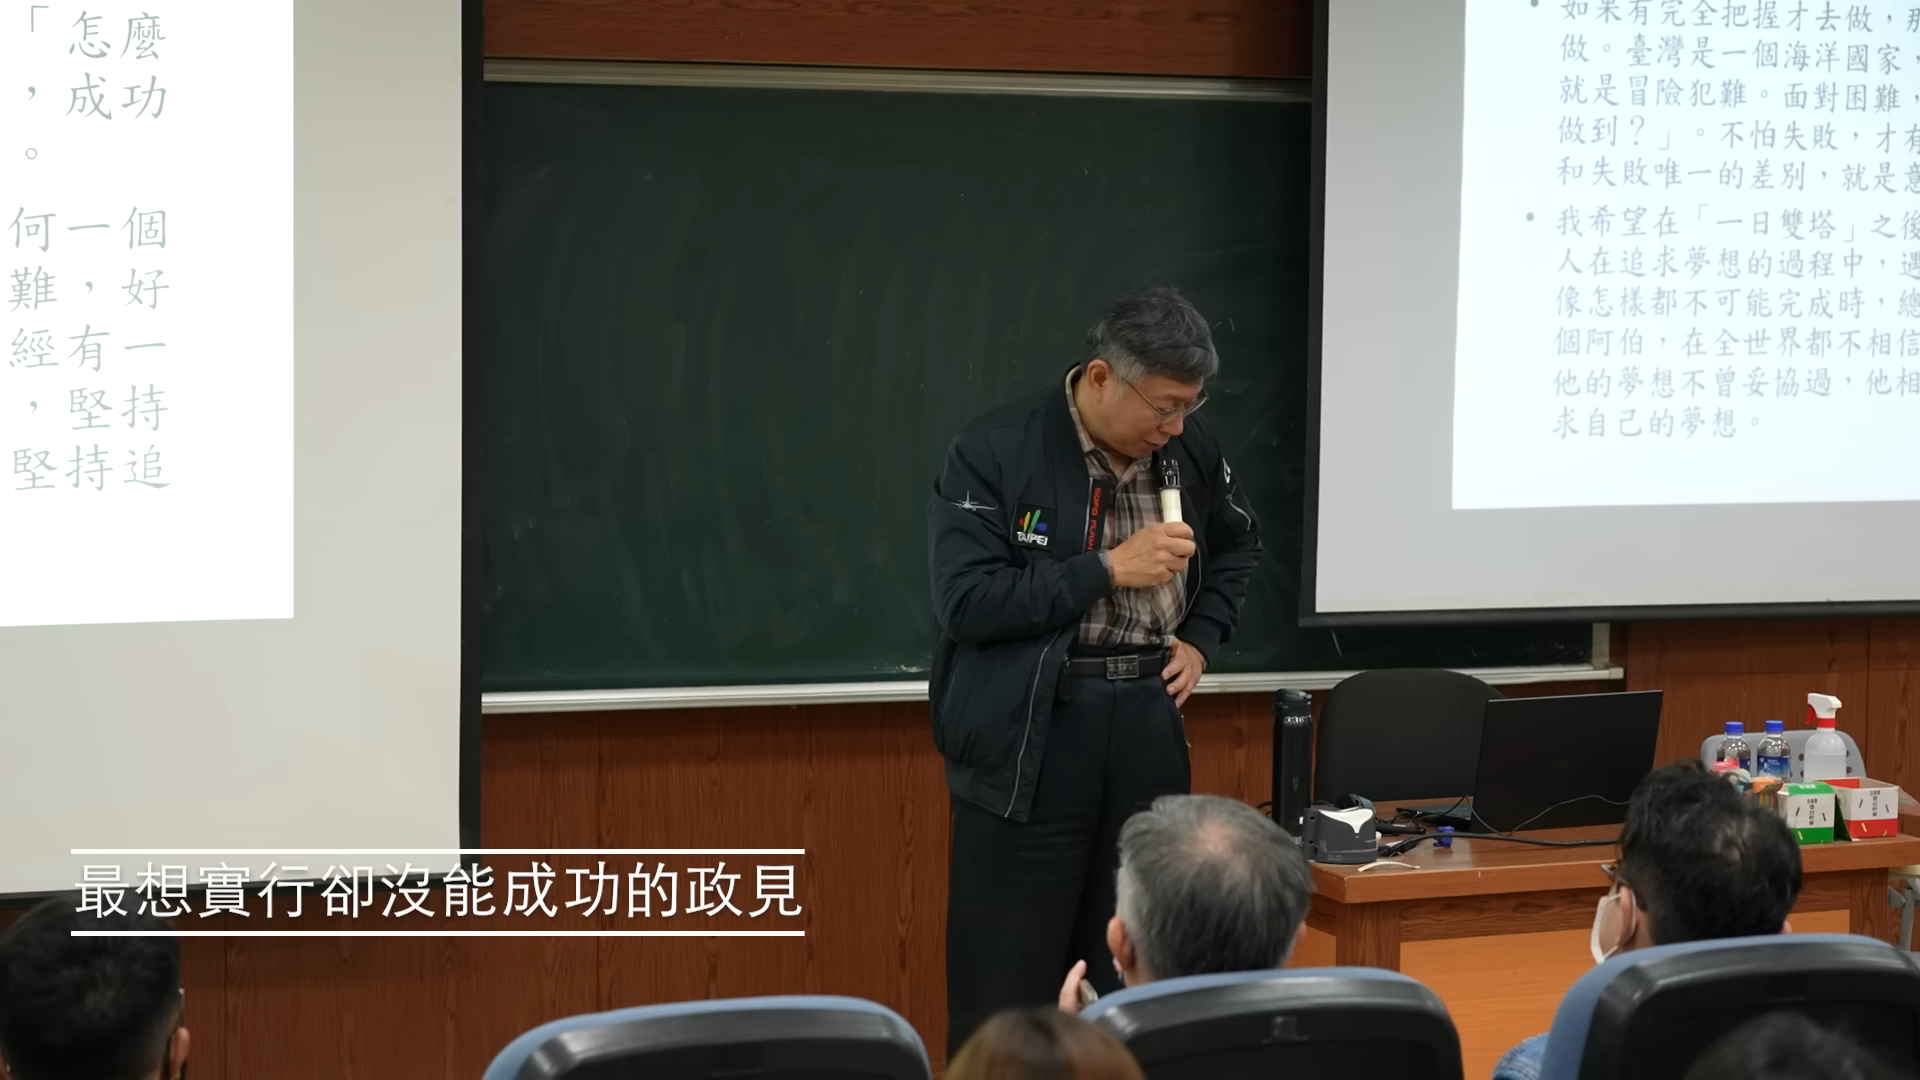 「怎麼
，成功
。
何一個
難，好
經有一
，堅持
堅持追
如果有完全把握才去做，那
做。臺灣是一個海洋國家，
就是冒險犯難。面對困難，
做到？」。不怕失敗，才有
和失敗唯一的差別，就是意
我希望在「一日雙塔」之後
人在追求夢想的過程中，遇
像怎樣都不可能完成時，總
個阿伯，在全世界都不相信
他的夢想不曾妥協過，他相
求自己的夢想。
TAIPEI
最想實行卻沒能成功的政見